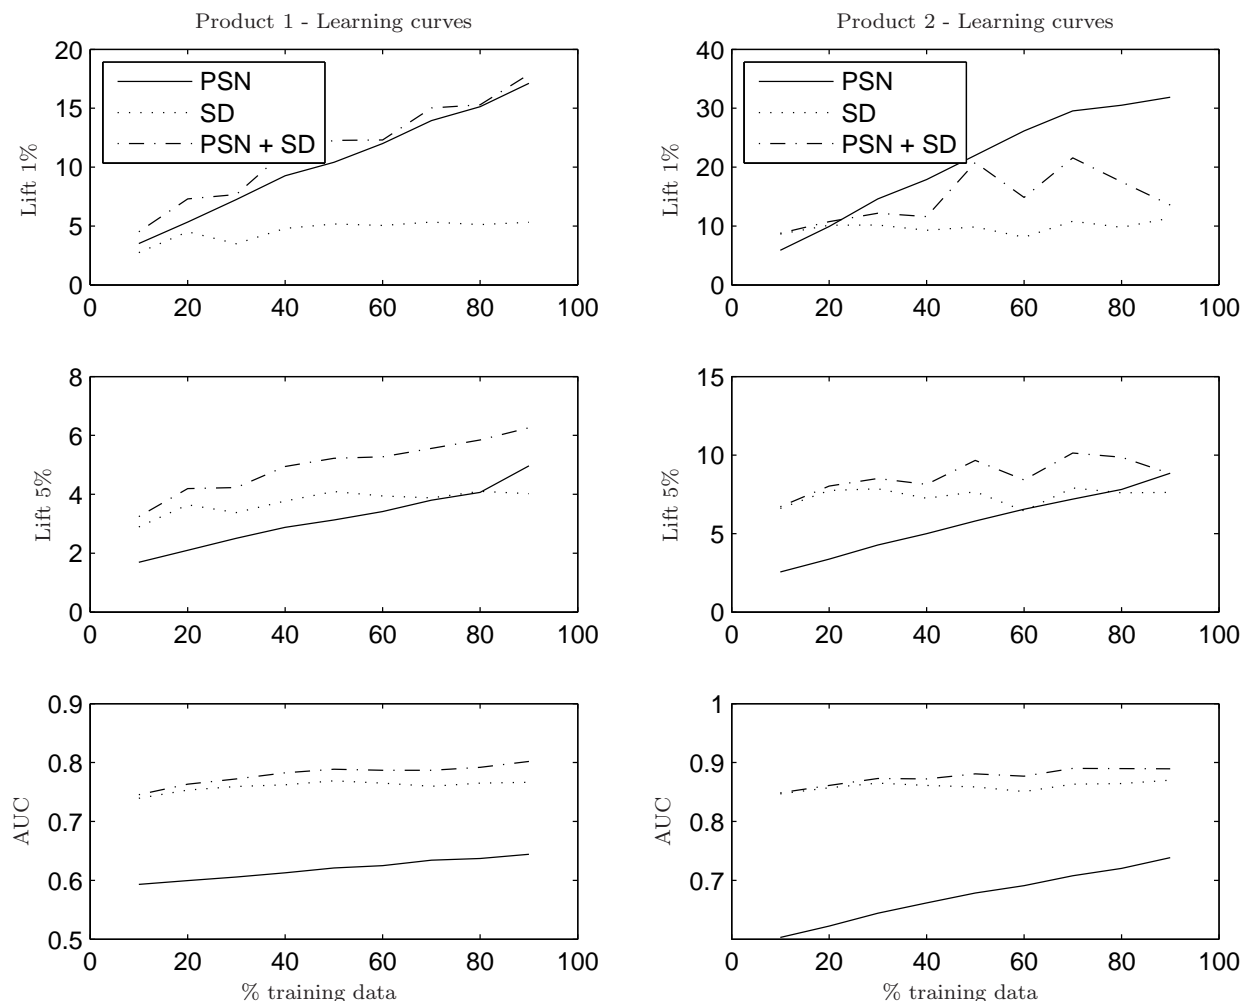 Product 1 - Learning curves
20
15
10
5
0
Lift 1%
PSN
SD
PSN + SD
0 20 40 60 80 100
Product 2 - Learning curves
40
30
20
10
0
Lift 1%
PSN
SD
PSN + SD
0 20 40 60 80 100
8
6
4
2
0
Lift 5%
0 20 40 60 80 100
15
10
5
0
Lift 5%
0 20 40 60 80 100
0.9
0.8
0.7
0.6
0.5
AUC
0 20 40 60 80 100
% training data
1
0.9
0.8
0.7
AUC
0 20 40 60 80 100
% training data